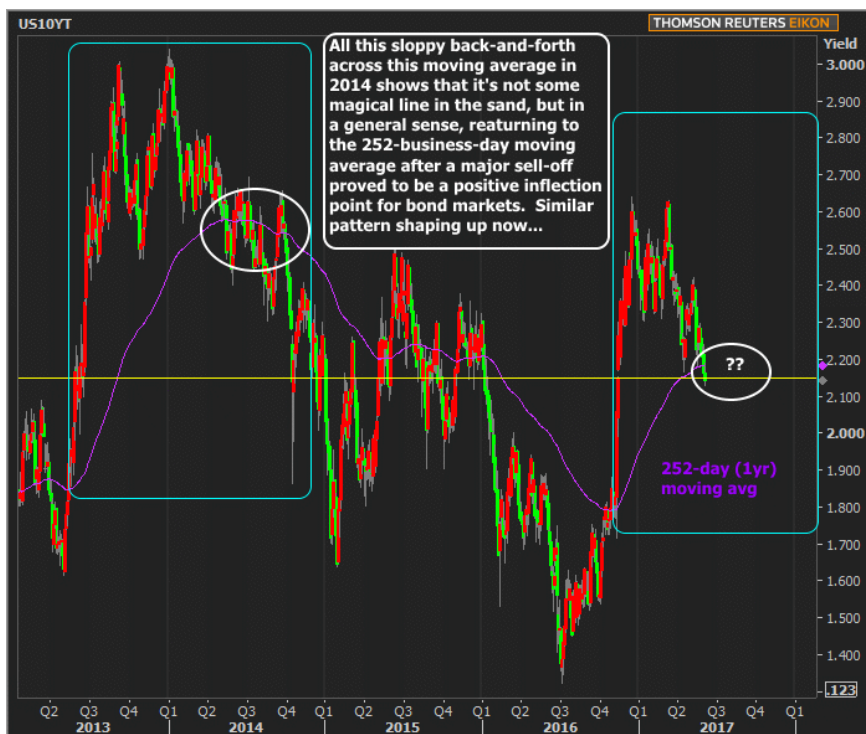 US10YT
THOMSON REUTERS EIKON
Yield
All this sloppy back-and-forth
across this moving average in
2014 shows that it's not some
magical line in the sand, but in
a general sense, reaturning to
the 252-business-day moving
average after a major sell-off
proved to be a positive inflection
point for bond markets.  Similar
pattern shaping up now...
3.000
2.900
2.800
2.700
2.600
2.500
2.400
2.300
2.200
2.100
2.000
1.900
1.800
1.700
1.600
1.500
1.400
.123
??
252-day (1yr)
moving avg
Q2 Q3 Q4 Q1 Q2 Q3 Q4 Q1 Q2 Q3 Q4 Q1 Q2 Q3 Q4 Q1 Q2 Q3 Q4 Q1
2013 2014 2015 2016 2017